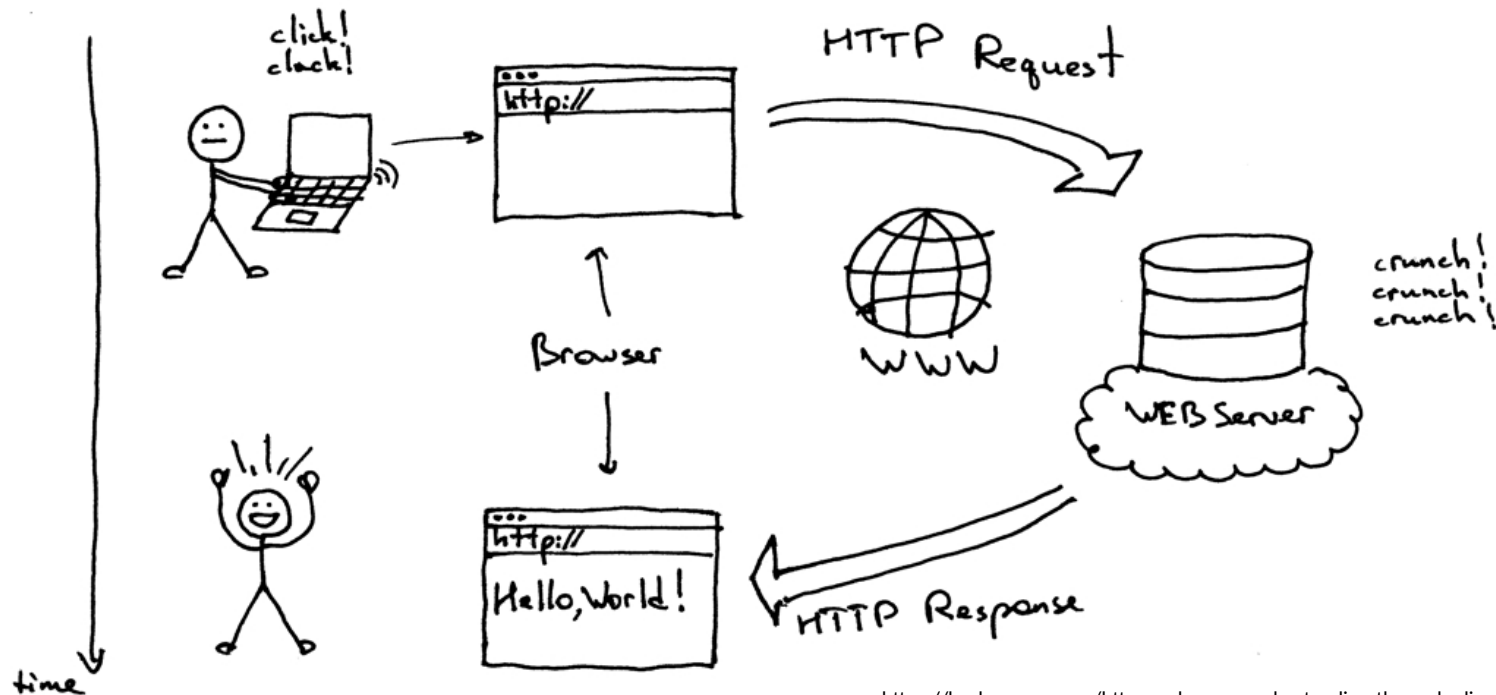 click!
clack!
HTTP Request
http://
crunch!
crunch!
crunch!
Browser
WWW
WEB Server
http://
Hello, World!
HTTP Response
time